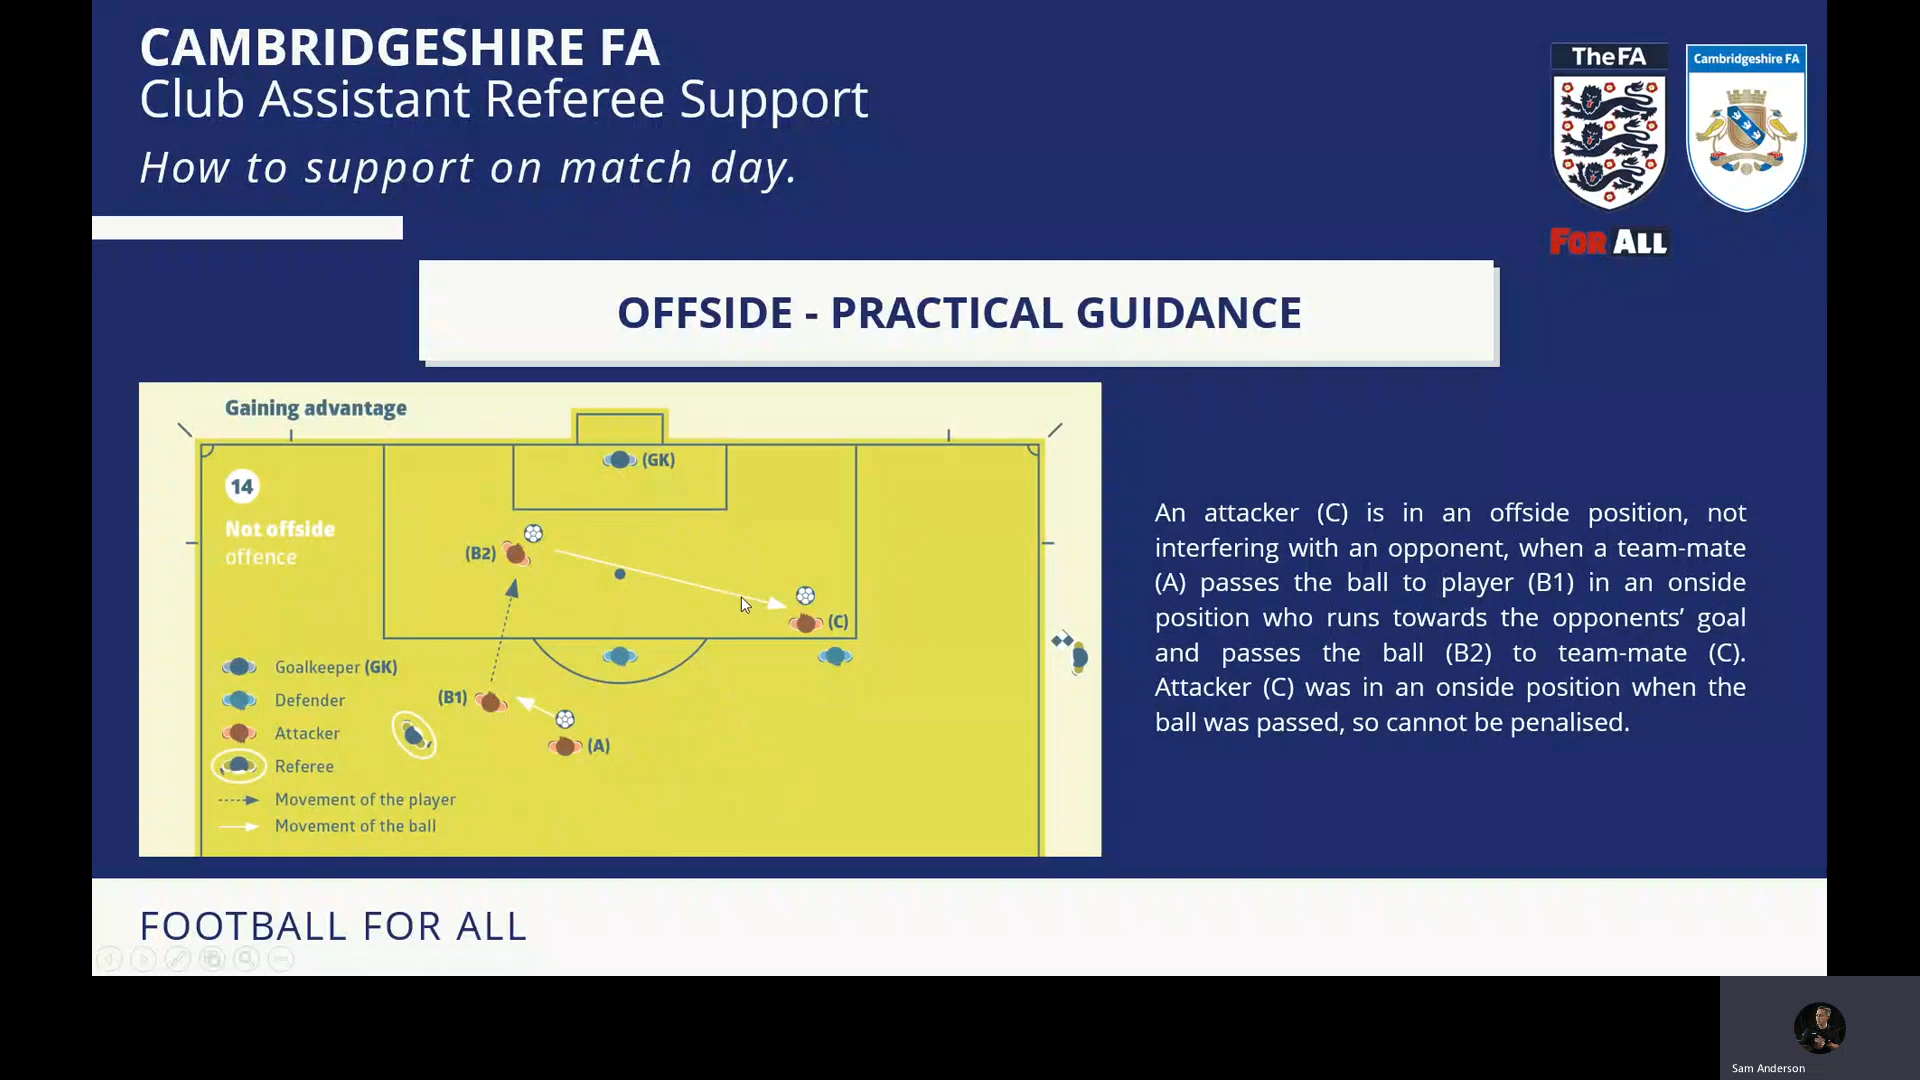 CAMBRIDGESHIRE FA
Club Assistant Referee Support
How to support on match day.
The FA
Cambridgeshire FA
FOR ALL
OFFSIDE - PRACTICAL GUIDANCE
Gaining advantage
(GK)
14
Not offside
offence
(B2)
(C)
Goalkeeper (GK)
Defender
(B1)
Attacker
(A)
Referee
Movement of the player
Movement of the ball
An attacker (C) is in an offside position, not
interfering with an opponent, when a team-mate
(A) passes the ball to player (B1) in an onside
position who runs towards the opponents’ goal
and passes the ball (B2) to team-mate (C).
Attacker (C) was in an onside position when the
ball was passed, so cannot be penalised.
FOOTBALL FOR ALL
Sam Anderson